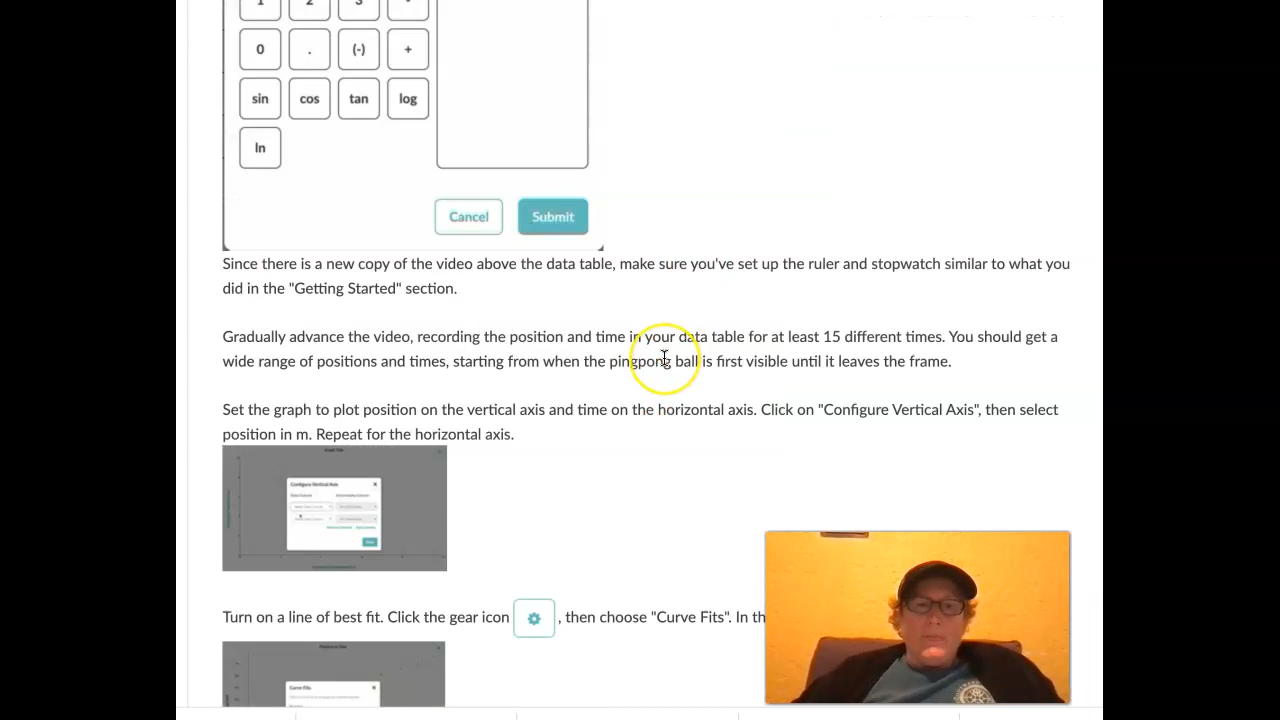 1 2 3 -
0 . (-) +
sin cos tan log
ln
Cancel Submit
Since there is a new copy of the video above the data table, make sure you've set up the ruler and stopwatch similar to what you
did in the "Getting Started" section.
Gradually advance the video, recording the position and time in your data table for at least 15 different times. You should get a
wide range of positions and times, starting from when the pingpong ball is first visible until it leaves the frame.
Set the graph to plot position on the vertical axis and time on the horizontal axis. Click on "Configure Vertical Axis", then select
position in m. Repeat for the horizontal axis.
Configure Vertical Axis
Turn on a line of best fit. Click the gear icon , then choose "Curve Fits". In th
Curve Fits